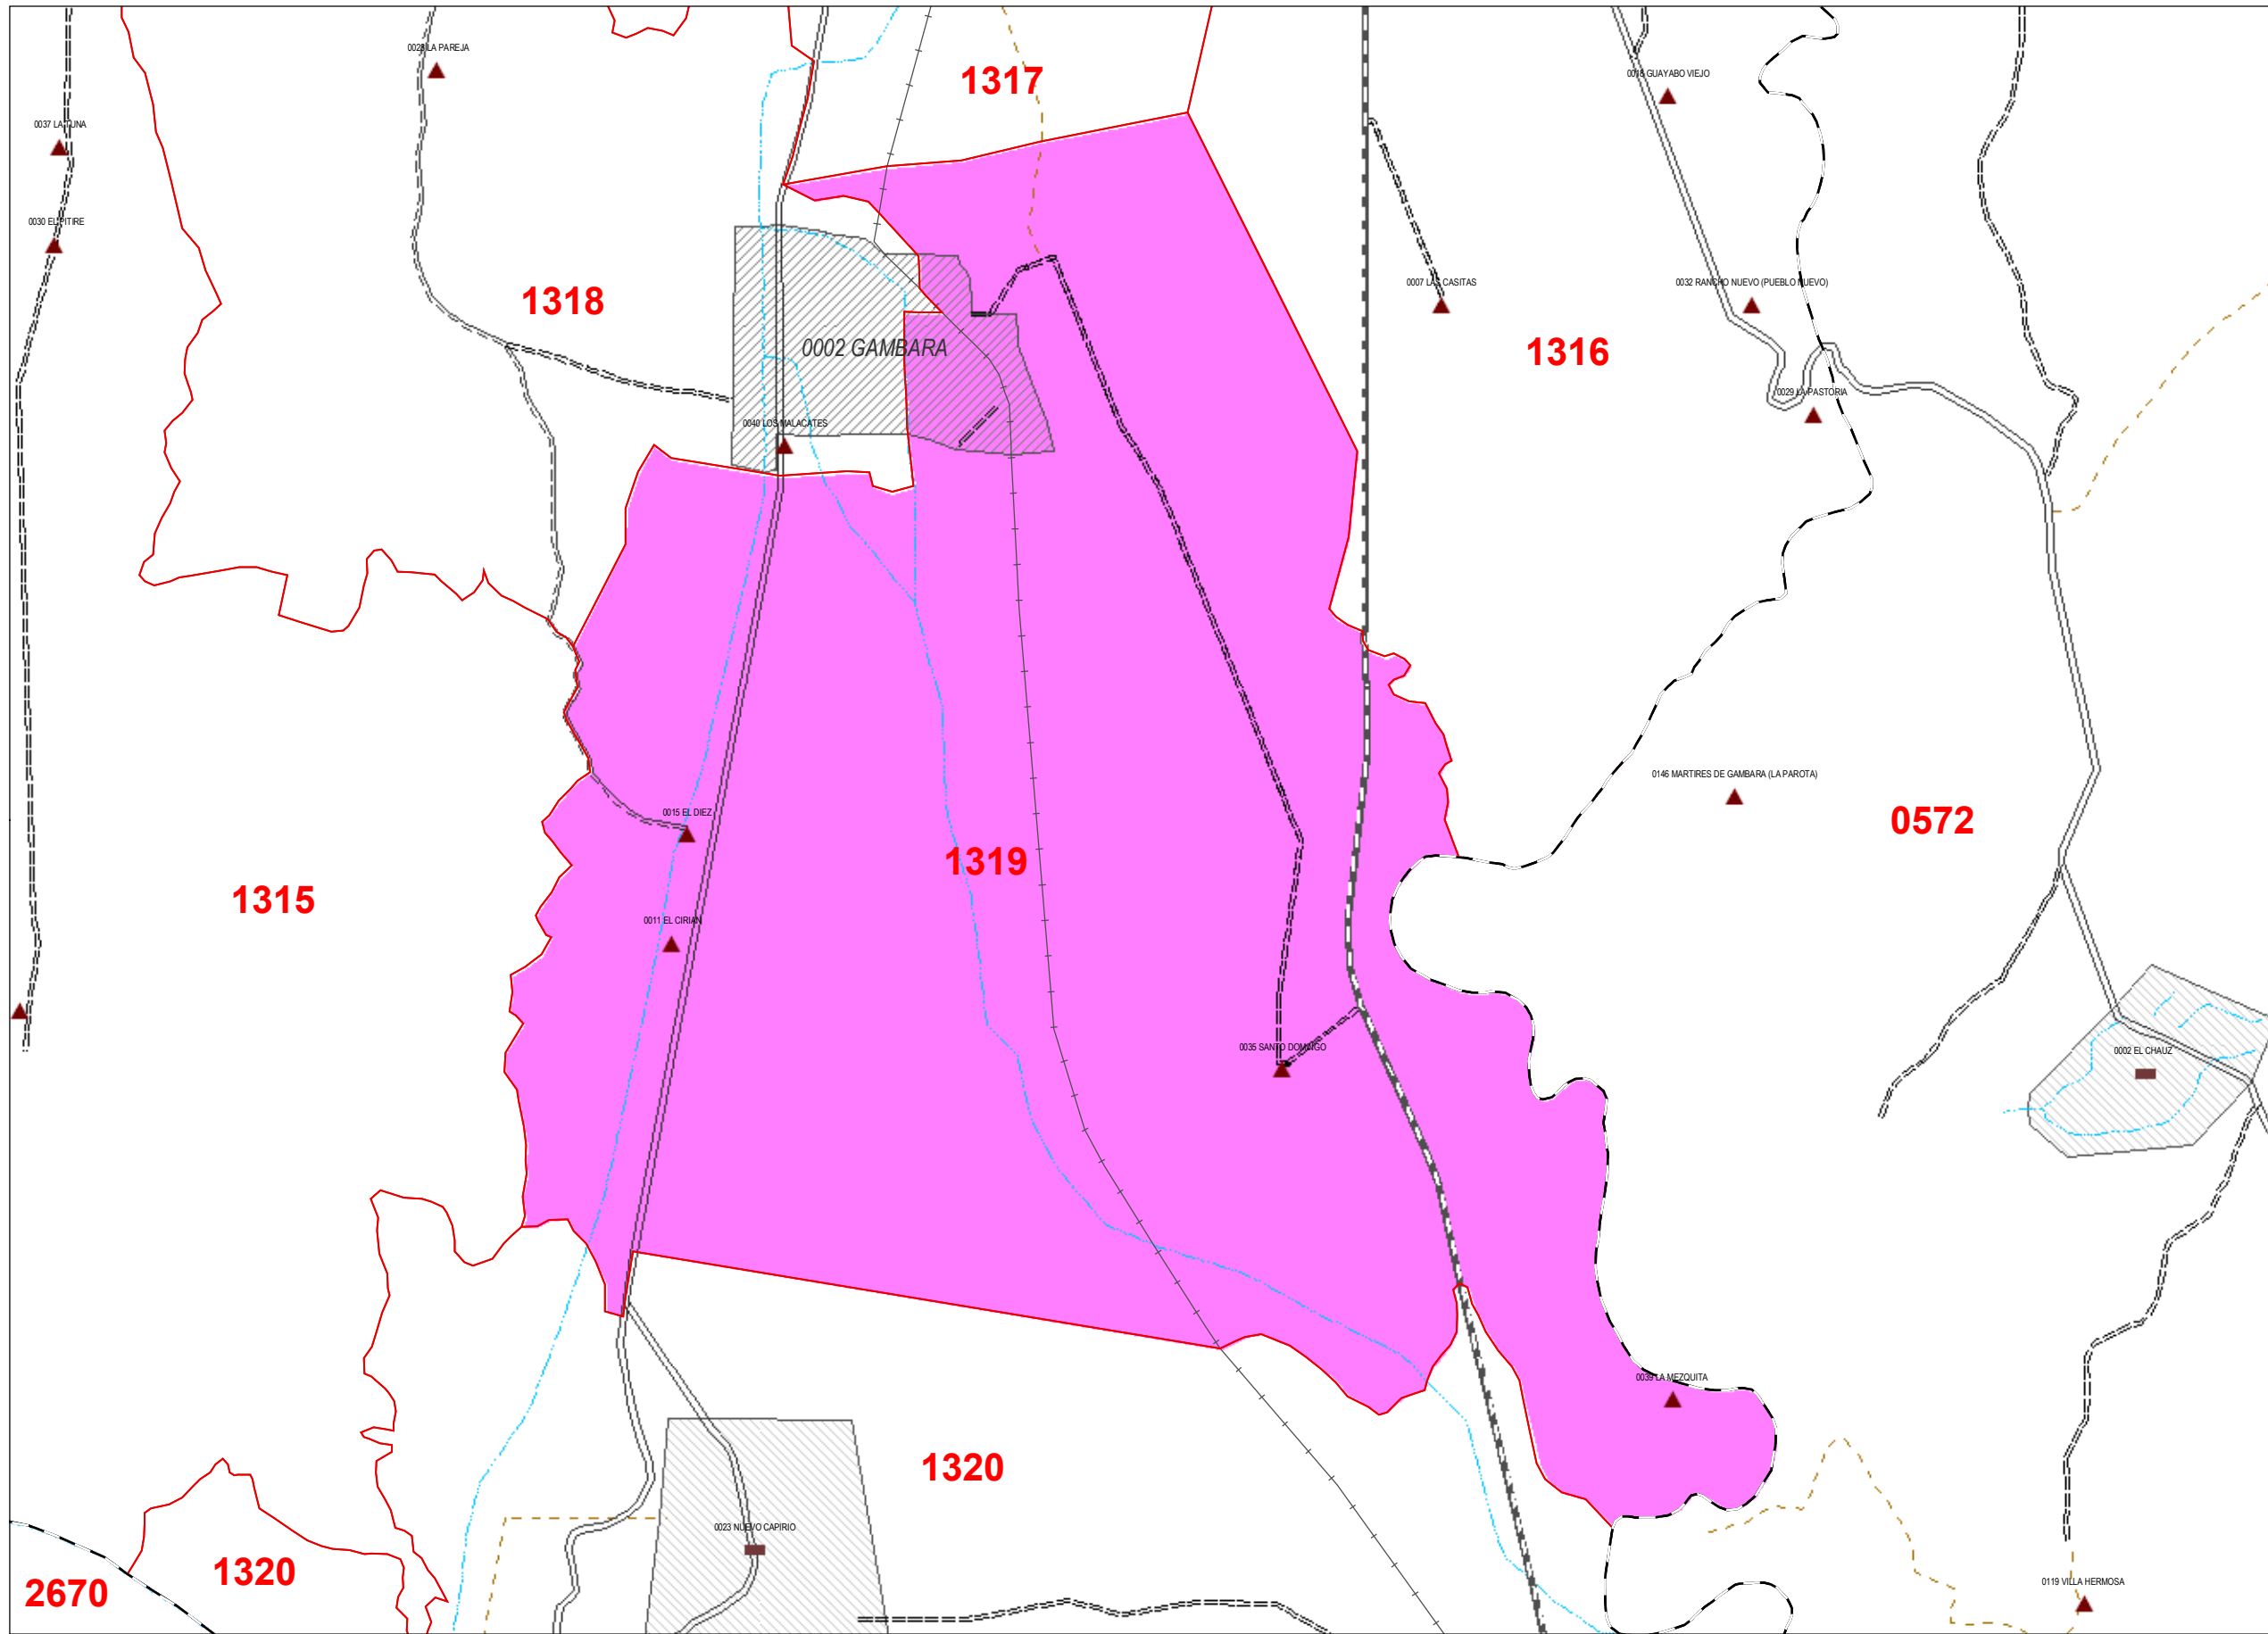 0028 LA PAREJA
1317
0018 GUAYABO VIEJO
0037 LA TUNA
0030 EL PITIRE
1318
0007 LAS CASITAS
0032 RANCHO NUEVO (PUEBLO NUEVO)
0002 GAMBARA
1316
0040 LOS MALACATES
0029 LA PASTORIA
0146 MARTIRES DE GAMBARA (LA PAROTA)
0015 EL DIEZ
0572
1319
1315
0011 EL CIRIAN
0035 SANTO DOMINGO
0002 EL CHAUZ
0039 LA MEZQUITA
1320
0023 NUEVO CAPIRIO
1320
2670
0119 VILLA HERMOSA